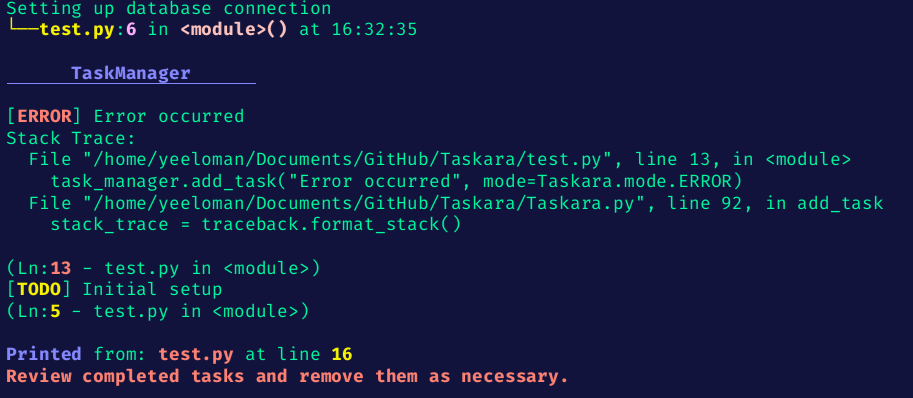 Setting up database connection
└──test.py:6 in <module>() at 16:32:35
TaskManager
[ERROR] Error occurred
Stack Trace:
File "/home/yeeloman/Documents/GitHub/Taskara/test.py", line 13, in <module>
task_manager.add_task("Error occurred", mode=Taskara.mode.ERROR)
File "/home/yeeloman/Documents/GitHub/Taskara/Taskara.py", line 92, in add_task
stack_trace = traceback.format_stack()
(Ln:13 - test.py in <module>)
[TODO] Initial setup
(Ln:5 - test.py in <module>)
Printed from: test.py at line 16
Review completed tasks and remove them as necessary.